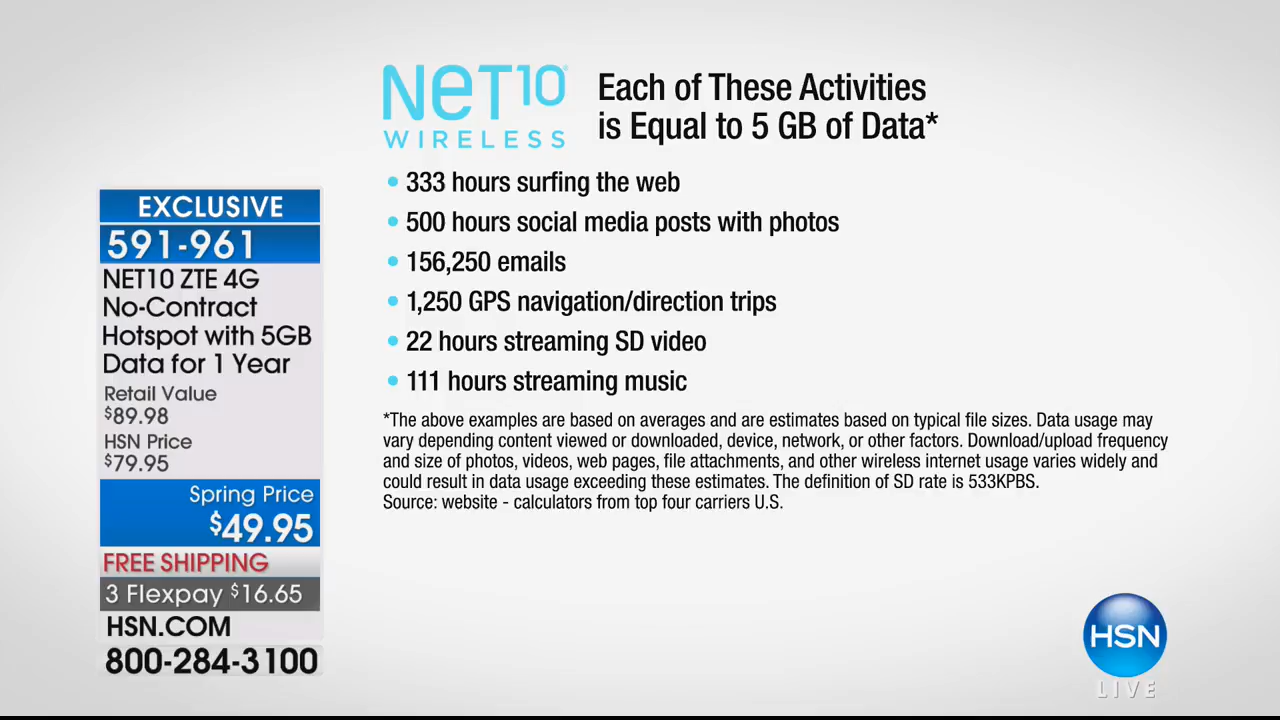 NET10®
WIRELESS
Each of These Activities
is Equal to 5 GB of Data*
• 333 hours surfing the web
• 500 hours social media posts with photos
• 156,250 emails
• 1,250 GPS navigation/direction trips
• 22 hours streaming SD video
• 111 hours streaming music
*The above examples are based on averages and are estimates based on typical file sizes. Data usage may
vary depending content viewed or downloaded, device, network, or other factors. Download/upload frequency
and size of photos, videos, web pages, file attachments, and other wireless internet usage varies widely and
could result in data usage exceeding these estimates. The definition of SD rate is 533KPBS.
Source: website - calculators from top four carriers U.S.
EXCLUSIVE
591-961
NET10 ZTE 4G
No-Contract
Hotspot with 5GB
Data for 1 Year
Retail Value
$89.98
HSN Price
$79.95
Spring Price
$49.95
FREE SHIPPING
3 Flexpay $16.65
HSN.COM
800-284-3100
HSN
LIVE